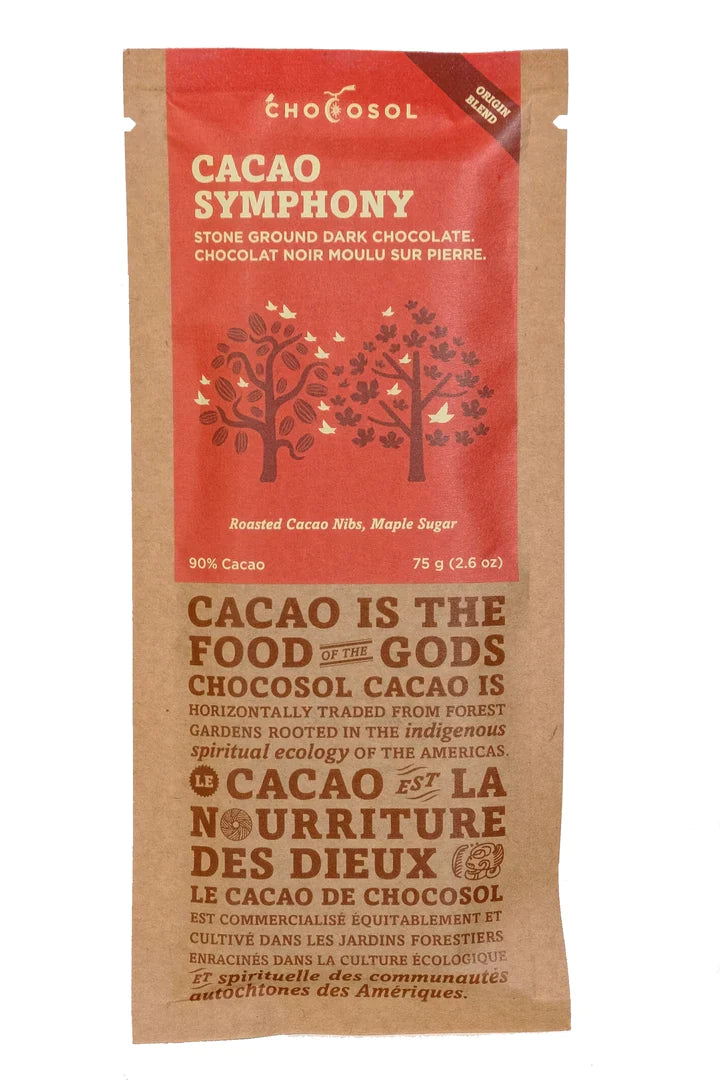 CHOCOSOL
ORIGIN
BLEND
CACAO
SYMPHONY
STONE GROUND DARK CHOCOLATE.
CHOCOLAT NOIR MOULU SUR PIERRE.
Roasted Cacao Nibs, Maple Sugar
90% Cacao 75 g (2.6 oz)
CACAO IS THE
FOOD OF THE GODS
CHOCOSOL CACAO IS
HORIZONTALLY TRADED FROM FOREST
GARDENS ROOTED IN THE indigenous
spiritual ecology OF THE AMERICAS.
LE CACAO EST LA
NOURRITURE
DES DIEUX
LE CACAO DE CHOCOSOL
EST COMMERCIALISÉ ÉQUITABLEMENT ET
CULTIVÉ DANS LES JARDINS FORESTIERS
ENRACINÉS DANS LA CULTURE ÉCOLOGIQUE
ET spirituelle des communautés
autochtones des Amériques.